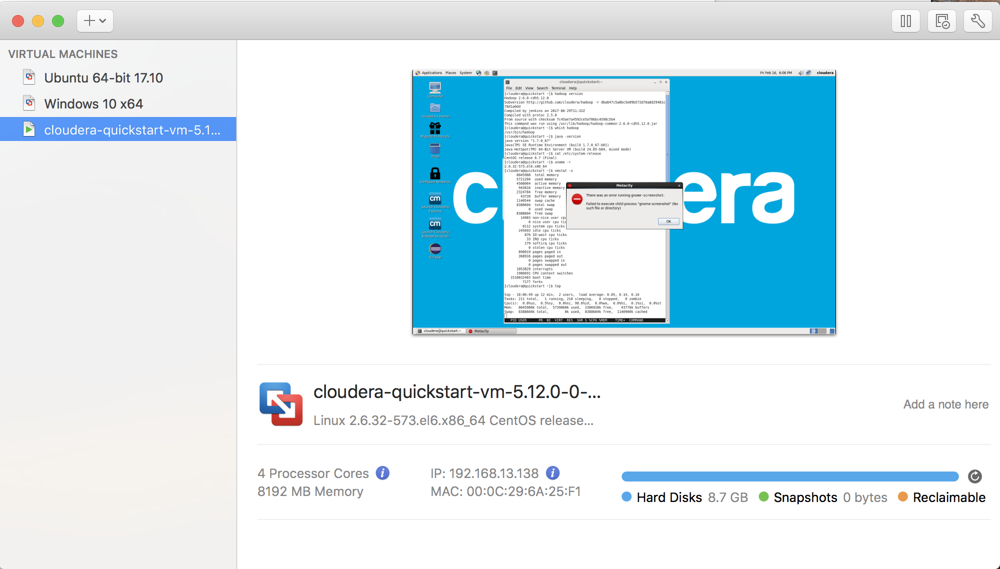 VIRTUAL MACHINES
Ubuntu 64-bit 17.10
Windows 10 x64
cloudera-quickstart-vm-5.1...
Applications Places System
Fri Feb 16, 6:06 PM
cloudera
Computer
cloudera's Home
Migrate to Parcels
Trash
Configure Kerberos
cm
Launch Cloudera
Express
cm
Launch Cloudera
Enterprise (trial)
Eclipse
cloudera@quickstart:~
File Edit View Search Terminal Help
[cloudera@quickstart ~]$ hadoop version
Hadoop 2.6.0-cdh5.12.0
Subversion http://github.com/cloudera/hadoop -r dba647c5a8bc5e09b572d76a8d29481c
78d1a0dd
Compiled by jenkins on 2017-06-29T11:32Z
Compiled with protoc 2.5.0
From source with checksum 7c45ae7a4592ce5af86bc4598c5b4
This command was run using /usr/lib/hadoop/hadoop-common-2.6.0-cdh5.12.0.jar
[cloudera@quickstart ~]$ which hadoop
/usr/bin/hadoop
[cloudera@quickstart ~]$ java -version
java version "1.7.0_67"
Java(TM) SE Runtime Environment (build 1.7.0_67-b01)
Java HotSpot(TM) 64-Bit Server VM (build 24.65-b04, mixed mode)
[cloudera@quickstart ~]$ cat /etc/system-release
CentOS release 6.7 (Final)
[cloudera@quickstart ~]$ uname -r
2.6.32-573.el6.x86_64
[cloudera@quickstart ~]$ vmstat -s
8045988 total memory
5721204 used memory
4508064 active memory
943816 inactive memory
2324784 free memory
43720 buffer memory
1140544 swap cache
8388604 total swap
0 used swap
8388604 free swap
14983 non-nice user cpu
0 nice user cpu tic
8112 system cpu ticks
245693 idle cpu ticks
876 IO-wait cpu ticks
33 IRQ cpu ticks
179 softirq cpu ticks
0 stolen cpu ticks
890019 pages paged in
368916 pages paged out
0 pages swapped in
0 pages swapped out
1053829 interrupts
1986691 CPU context switches
1518832483 boot time
7177 forks
[cloudera@quickstart ~]$ top
top - 18:06:49 up 12 min, 2 users, load average: 0.05, 0.14, 0.16
Tasks: 211 total, 1 running, 210 sleeping, 0 stopped, 0 zombie
Cpu(s): 0.8%us, 0.5%sy, 0.0%ni, 98.6%id, 0.0%wa, 0.0%hi, 0.1%si, 0.0%st
Mem: 8045988k total, 5739060k used, 2306928k free, 43776k buffers
Swap: 8388604k total, 0k used, 8388604k free, 1140900k cached
PID USER PR NI VIRT RES SHR S %CPU %MEM TIME+ COMMAND
Metacity
There was an error running gnome-screenshot:
Failed to execute child process "gnome-screenshot" (No
such file or directory)
OK
c era
cloudera@quickstart:~
Metacity
cloudera-quickstart-vm-5.12.0-0-...
Linux 2.6.32-573.el6.x86_64 CentOS release...
Add a note here
4 Processor Cores
8192 MB Memory
IP: 192.168.13.138
MAC: 00:0C:29:6A:25:F1
Hard Disks 8.7 GB Snapshots 0 bytes Reclaimable